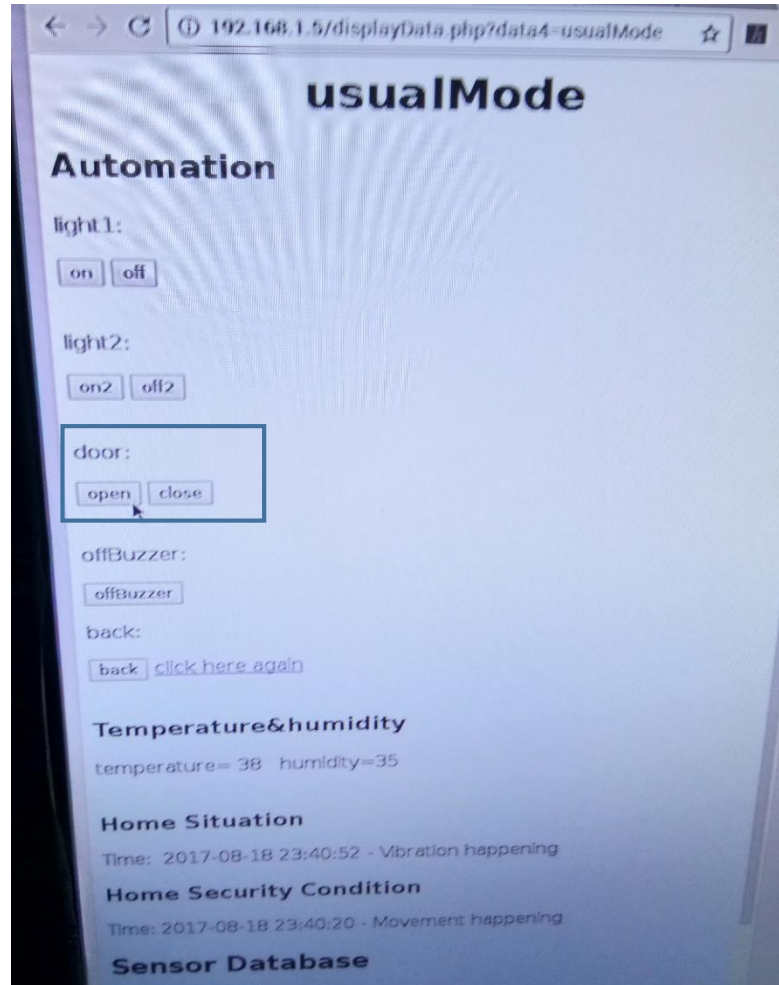 192.168.1.5/displayData.php?data4=usualMode
usualMode
Automation
light1:
on off
light2:
on2 off2
door:
open close
offBuzzer:
offBuzzer
back:
back click here again
Temperature&humidity
temperature= 38 humidity=35
Home Situation
Time: 2017-08-18 23:40:52 - Vibration happening
Home Security Condition
Time: 2017-08-18 23:40:20 - Movement happening
Sensor Database